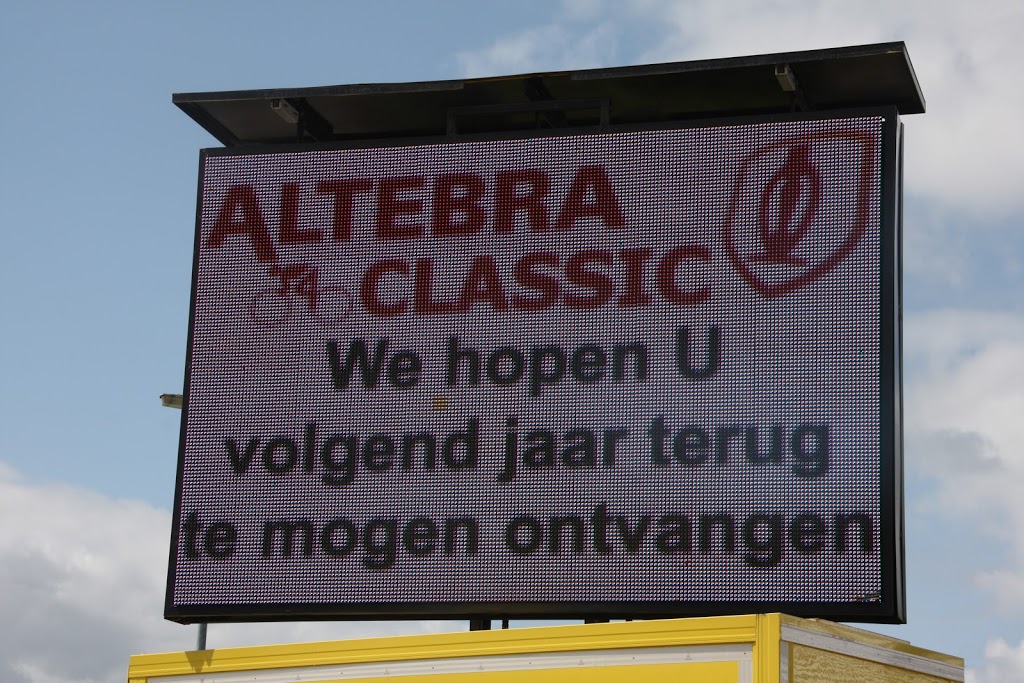 ALTEBRA
CLASSIC
We hopen U
volgend jaar terug
te mogen ontvangen